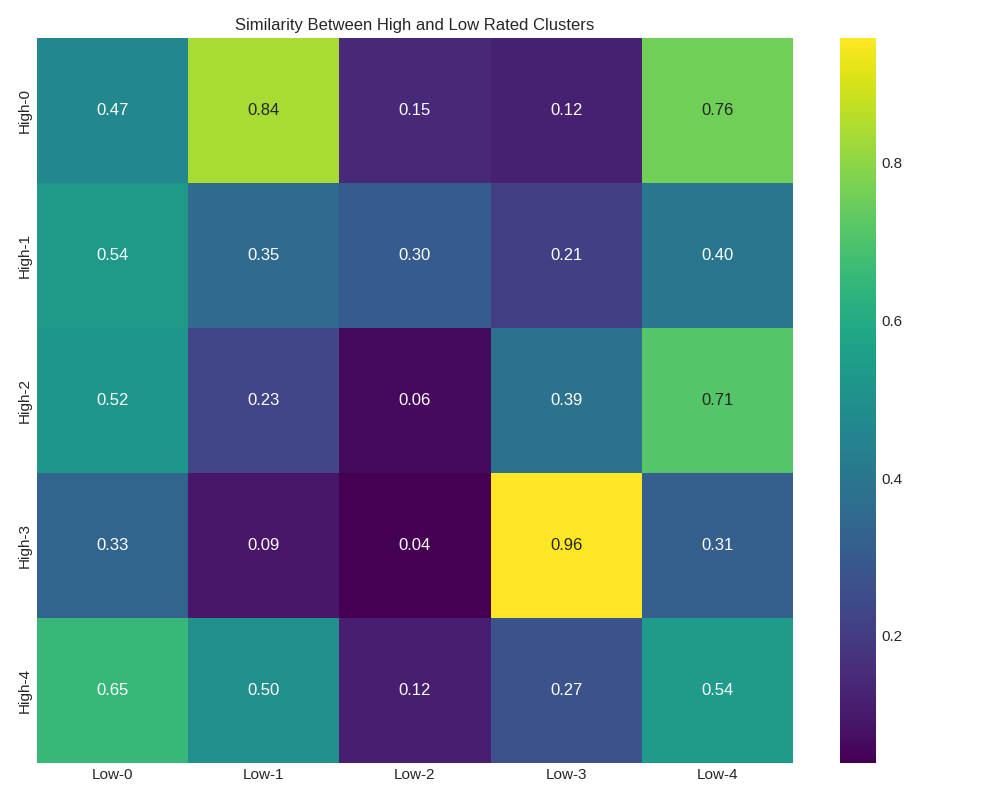 Similarity Between High and Low Rated Clusters
High-0
0.47 0.84 0.15 0.12 0.76
High-1
0.54 0.35 0.30 0.21 0.40
High-2
0.52 0.23 0.06 0.39 0.71
High-3
0.33 0.09 0.04 0.96 0.31
High-4
0.65 0.50 0.12 0.27 0.54
Low-0 Low-1 Low-2 Low-3 Low-4
0.8
0.6
0.4
0.2